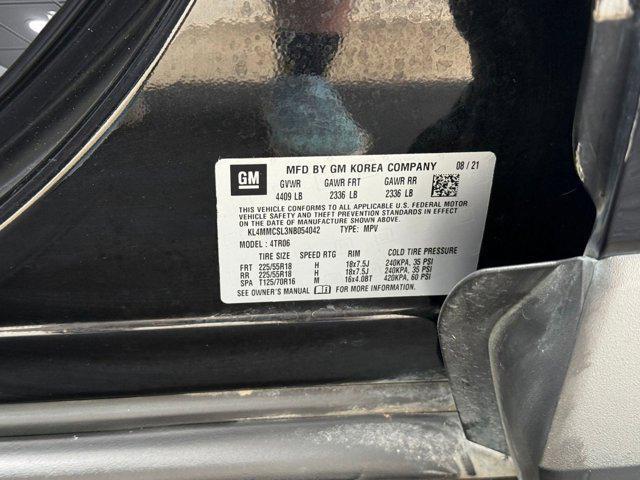 GM
MFD BY GM KOREA COMPANY 08 / 21
GVWR GAWR FRT GAWR RR
4409 LB 2336 LB 2336 LB
THIS VEHICLE CONFORMS TO ALL APPLICABLE U.S. FEDERAL MOTOR
VEHICLE SAFETY AND THEFT PREVENTION STANDARDS IN EFFECT
ON THE DATE OF MANUFACTURE SHOWN ABOVE.
KL4MMCSL3NB054042 TYPE: MPV
MODEL : 4TR06
TIRE SIZE SPEED RTG RIM COLD TIRE PRESSURE
FRT 225/55R18 H 18x7.5J 240KPA, 35 PSI
RR 225/55R18 H 18x7.5J 240KPA, 35 PSI
SPA T125/70R16 M 16x4.0BT 420KPA, 60 PSI
SEE OWNER'S MANUAL FOR MORE INFORMATION.